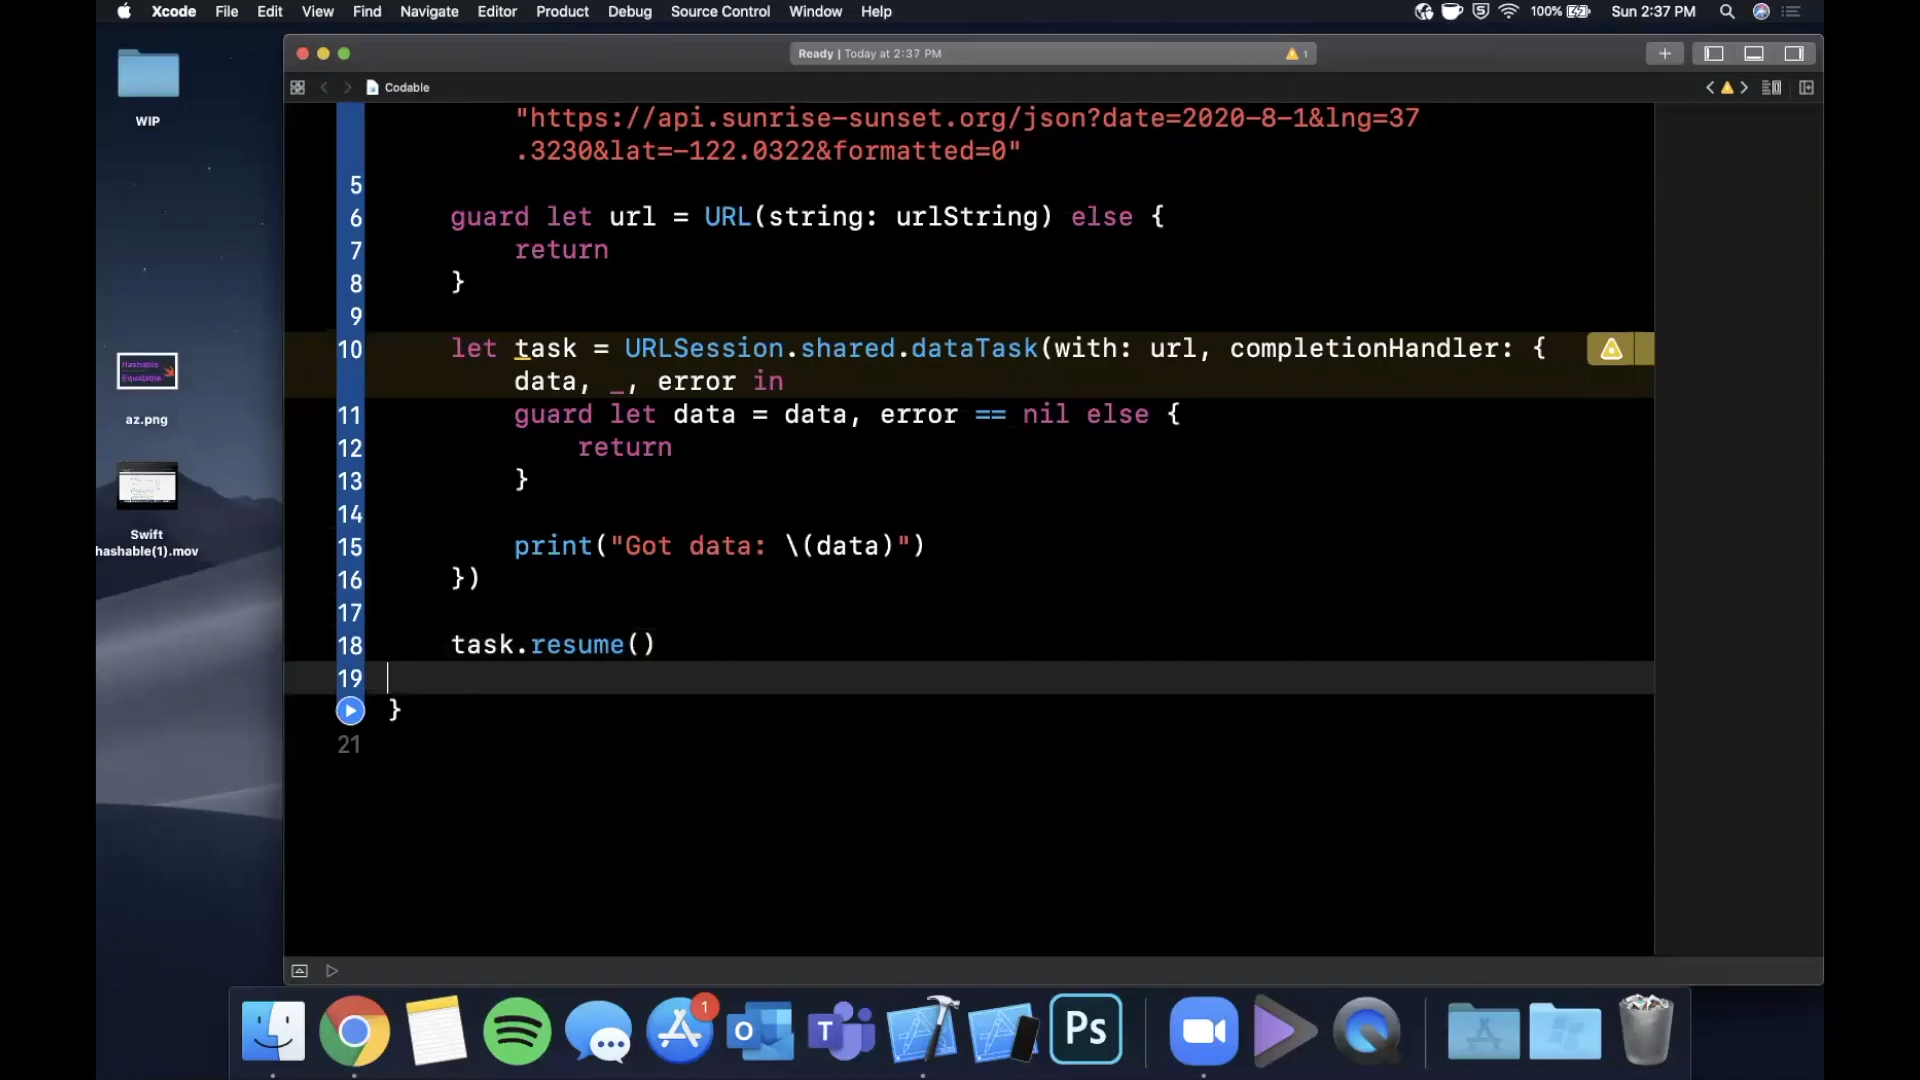 Xcode File Edit View Find Navigate Editor Product Debug Source Control Window Help
100% Sun 2:37 PM
Ready | Today at 2:37 PM
1
Codable
WIP
az.png
Swift
hashable(1).mov
"https://api.sunrise-sunset.org/json?date=2020-8-1&lng=37
.3230&lat=-122.0322&formatted=0"
5
6 guard let url = URL(string: urlString) else {
7 return
8 }
9
10 let task = URLSession.shared.dataTask(with: url, completionHandler: {
data, _, error in
11 guard let data = data, error == nil else {
12 return
13 }
14
15 print("Got data: \(data)")
16 })
17
18 task.resume()
19
}
21
1
Ps